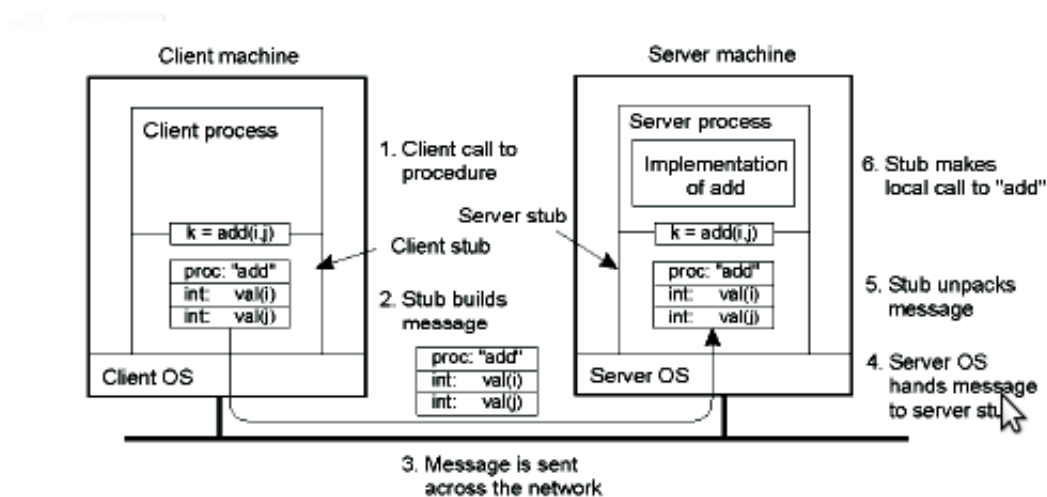 Client machine
Server machine
Client process
Server process
Implementation
of add
1. Client call to
procedure
6. Stub makes
local call to "add"
Server stub
k = add(i,j)
k = add(i,j)
Client stub
proc: "add"
int: val(i)
int: val(j)
proc: "add"
int: val(i)
int: val(j)
2. Stub builds
message
5. Stub unpacks
message
proc: "add"
int: val(i)
int: val(j)
Client OS
Server OS
4. Server OS
hands message
to server
3. Message is sent
across the network